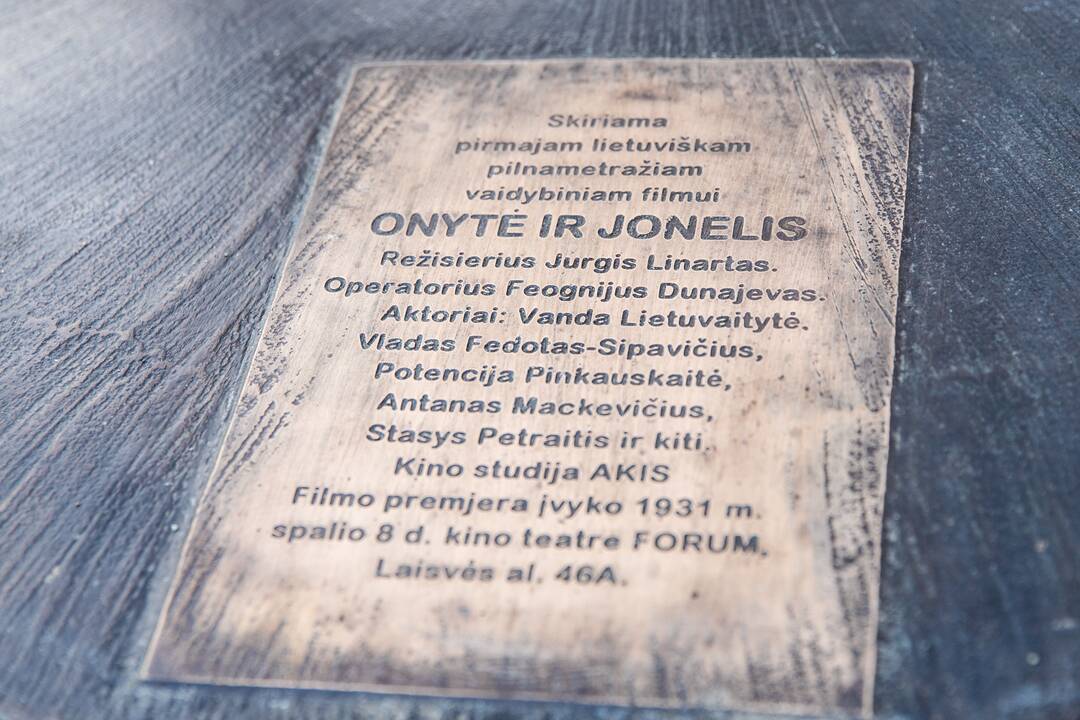 Skiriama
pirmajam lietuviškam
pilnametražiam
vaidybiniam filmui
ONYTĖ IR JONELIS
Režisierius Jurgis Linartas.
Operatorius Feognijus Dunajevas.
Aktoriai: Vanda Lietuvaitytė.
Vladas Fedotas-Sipavičius,
Potencija Pinkauskaitė,
Antanas Mackevičius,
Stasys Petraitis ir kiti.
Kino studija AKIS
Filmo premjera įvyko 1931 m.
spalio 8 d. kino teatre FORUM.
Laisvės al. 46A.